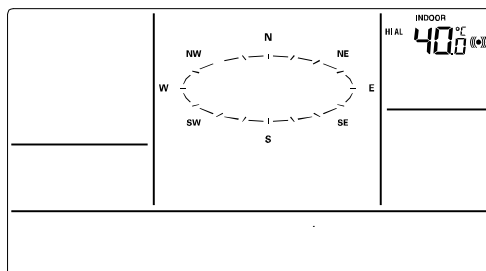 INDOOR
HI AL 40.0 °C
N
NW NE
W E
SW SE
S